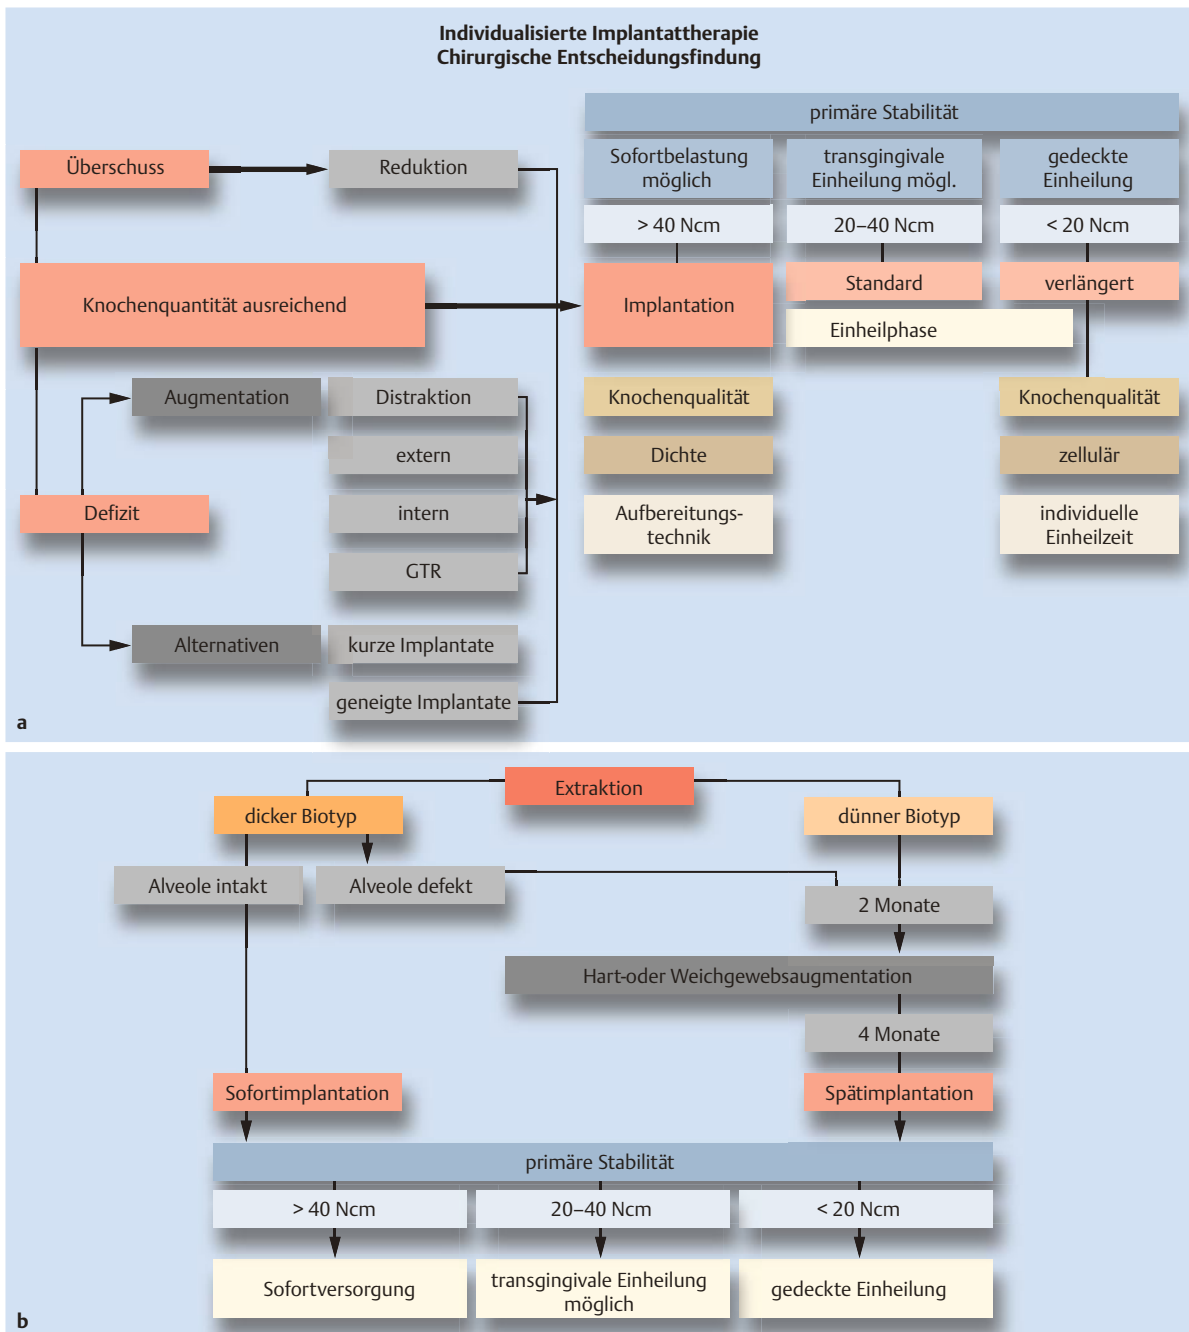 Individualisierte Implantattherapie
Chirurgische Entscheidungsfindung
primäre Stabilität
Überschuss
Reduktion
Sofortbelastung
möglich
transgingivale
Einheilung mögl.
gedeckte
Einheilung
> 40 Ncm
20–40 Ncm
< 20 Ncm
Knochenquantität ausreichend
Implantation
Standard
verlängert
Einheilphase
Augmentation
Distraktion
Knochenqualität
Knochenqualität
extern
Dichte
zellulär
Defizit
intern
Aufbereitungs-
technik
individuelle
Einheilzeit
GTR
Alternativen
kurze Implantate
geneigte Implantate
a
Extraktion
dicker Biotyp
dünner Biotyp
Alveole intakt
Alveole defekt
2 Monate
Hart-oder Weichgewebsaugmentation
4 Monate
Sofortimplantation
Spätimplantation
primäre Stabilität
> 40 Ncm
20–40 Ncm
< 20 Ncm
Sofortversorgung
transgingivale Einheilung
möglich
gedeckte Einheilung
b